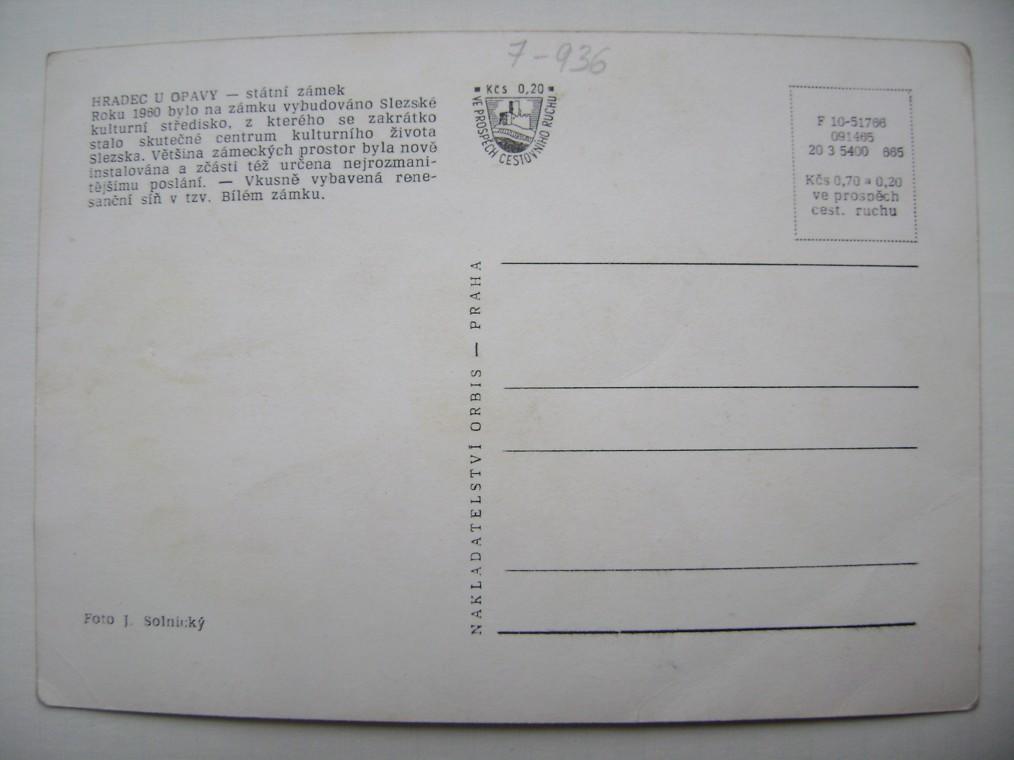 7-936
HRADEC U OPAVY — státní zámek
Roku 1960 bylo na zámku vybudováno Slezské
kulturní středisko, z kterého se zakrátko
stalo skutečné centrum kulturního života
Slezska. Většina zámeckých prostor byla nově
instalována a zčásti též určena nejrozmani-
tějšímu poslání. — Vkusně vybavená rene-
sanční síň v tzv. Bílém zámku.
Kčs 0,20
VE PROSPĚCH CESTOVNÍHO RUCHU
F 10-51766
091465
20 3 5400 665
Kčs 0,70 a 0,20
ve prospěch
cest. ruchu
NAKLADATELSTVÍ ORBIS — PRAHA
Foto J. Solnický